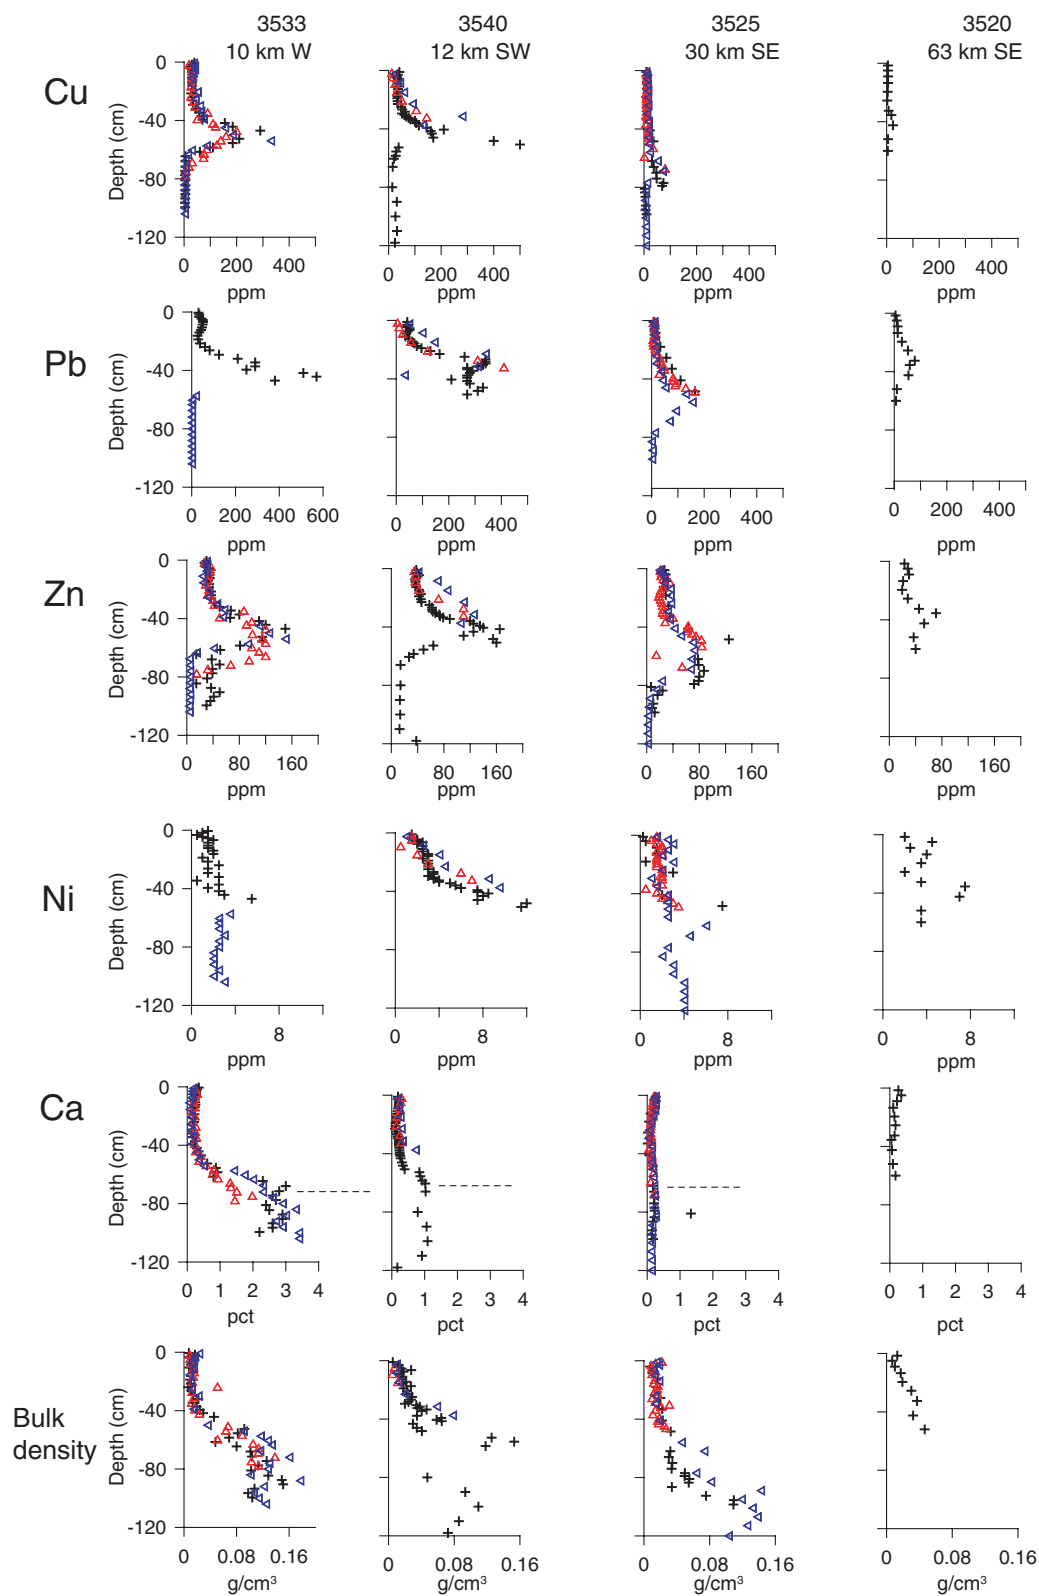 3533 3540 3525 3520
10 km W 12 km SW 30 km SE 63 km SE
Cu
Depth (cm)
0
-40
-80
-120
0 200 400 0 200 400 0 200 400 0 200 400
ppm ppm ppm ppm
Pb
Depth (cm)
0
-40
-80
-120
0 200 400 600 0 200 400 0 200 400 0 200 400
ppm ppm ppm ppm
Zn
Depth (cm)
0
-40
-80
-120
0 80 160 0 80 160 0 80 160 0 80 160
ppm ppm ppm ppm
Ni
Depth (cm)
0
-40
-80
-120
0 8 0 8 0 8 0 8
ppm ppm ppm ppm
Ca
Depth (cm)
0
-40
-80
-120
0 1 2 3 4 0 1 2 3 4 0 1 2 3 4 0 1 2 3 4
pct pct pct pct
Bulk
density
Depth (cm)
0
-40
-80
-120
0 0.08 0.16 0 0.08 0.16 0 0.08 0.16 0 0.08 0.16
g/cm³ g/cm³ g/cm³ g/cm³